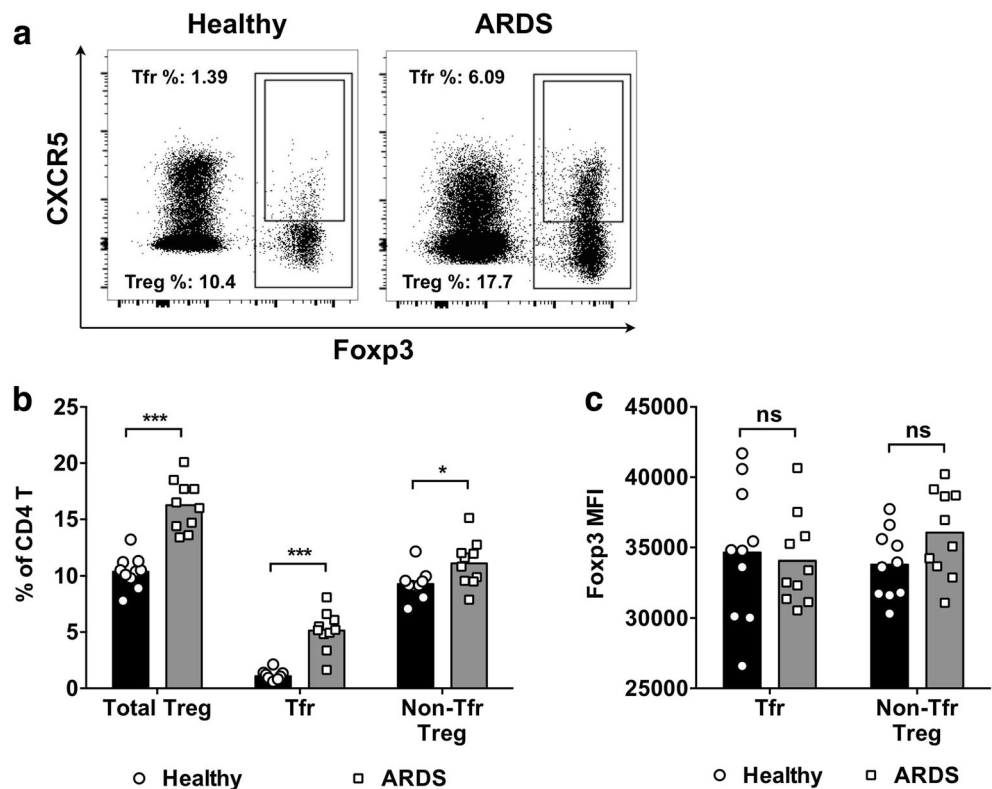 a
Healthy
ARDS
Tfr %: 1.39
Tfr %: 6.09
CXCR5
Treg %: 10.4
Treg %: 17.7
Foxp3
b
% of CD4 T
25
20
15
10
5
0
***
***
*
Total Treg
Tfr
Non-Tfr
Treg
Healthy
ARDS
c
Foxp3 MFI
45000
40000
35000
30000
25000
ns
ns
Tfr
Non-Tfr
Treg
Healthy
ARDS